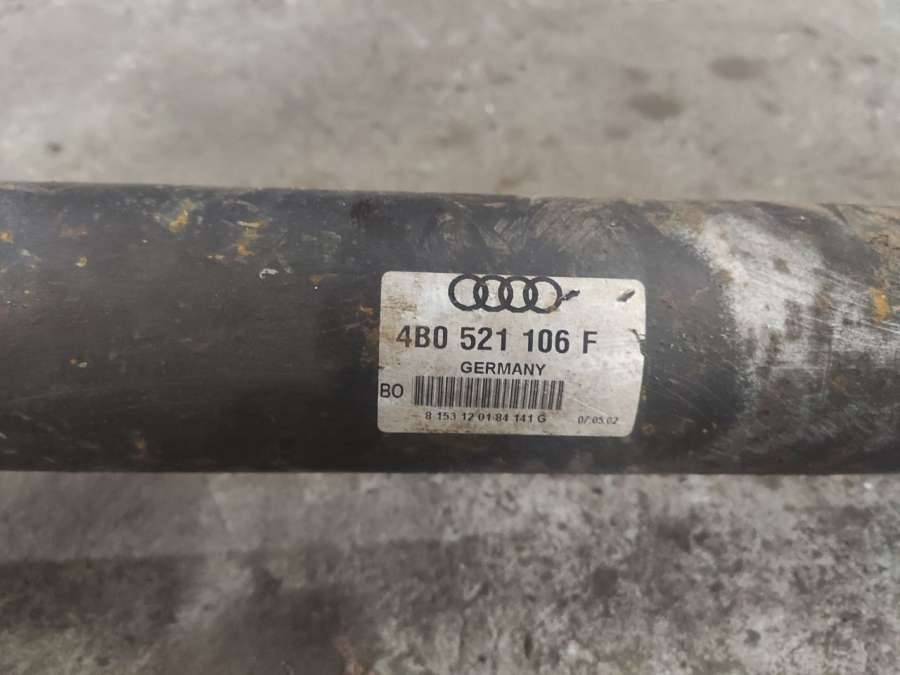 4B0 521 106 F
GERMANY
BO
8 153 12 01 84 141 G 07.05.02